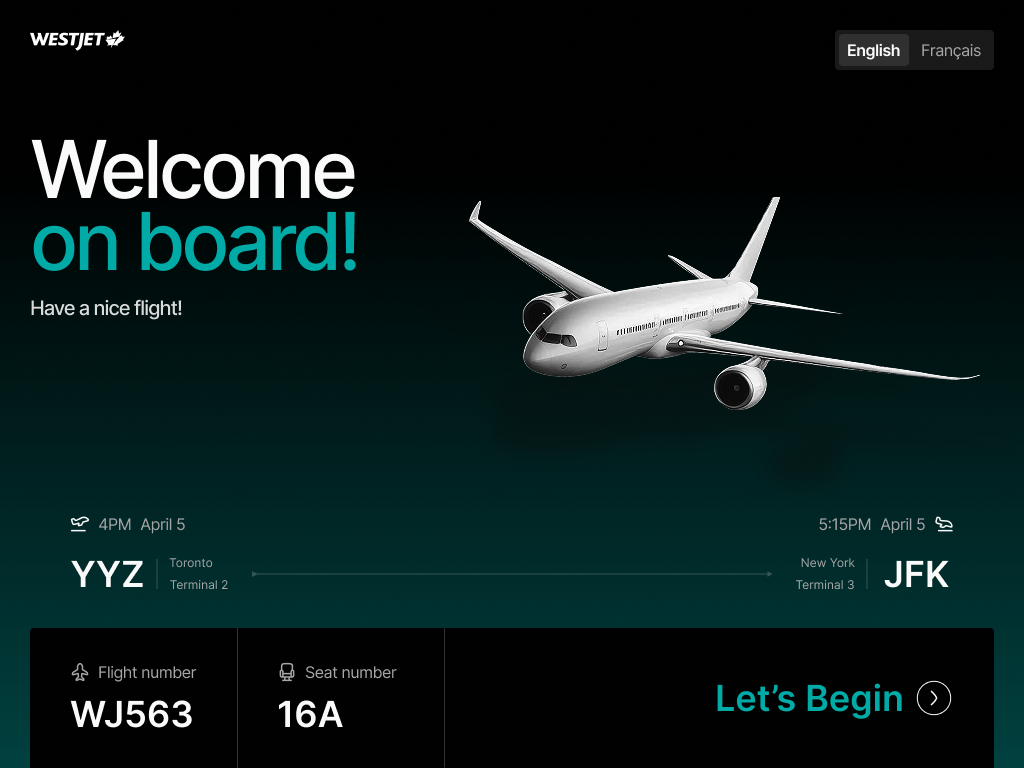 WESTJET
English Français
Welcome
on board!
Have a nice flight!
4PM April 5
5:15PM April 5
YYZ
Toronto
Terminal 2
New York
Terminal 3
JFK
Flight number
WJ563
Seat number
16A
Let’s Begin